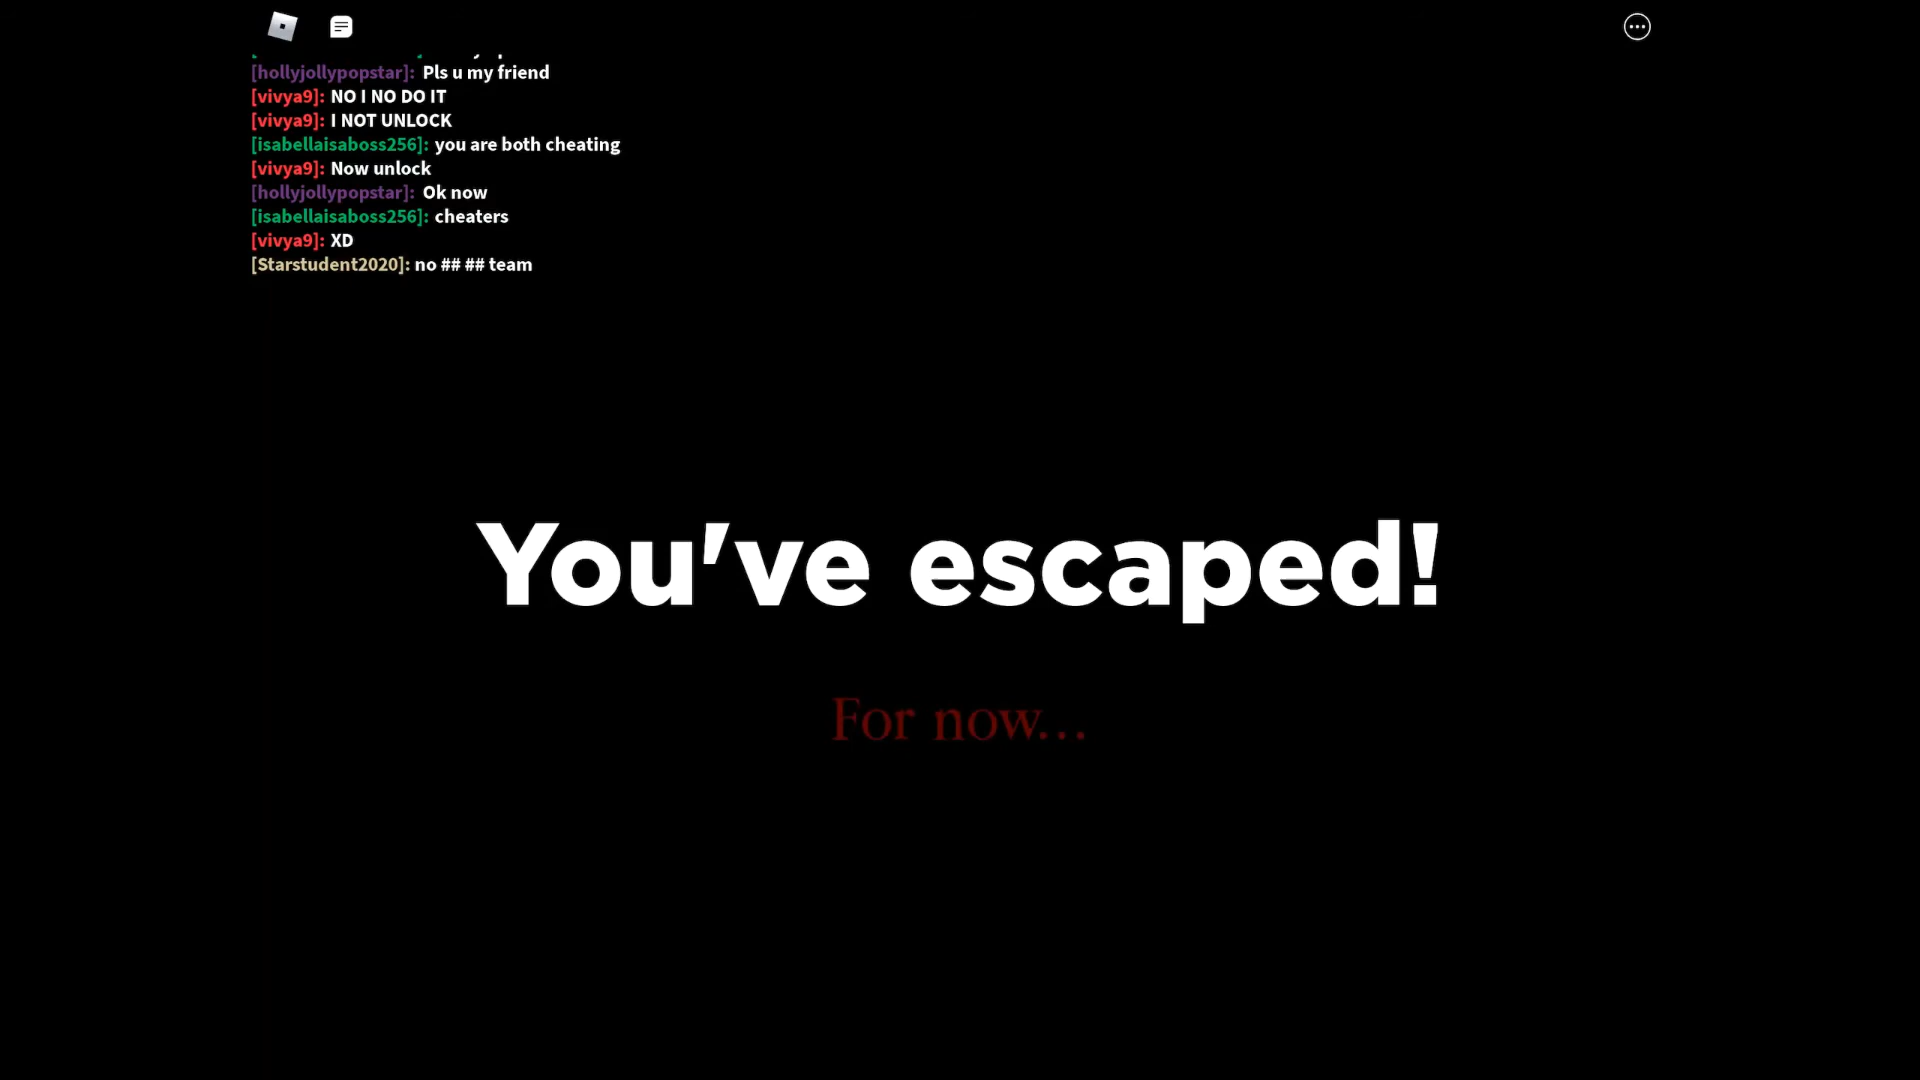 [hollyjollypopstar]: Pls u my friend
[vivya9]: NO I NO DO IT
[vivya9]: I NOT UNLOCK
[isabellaisaboss256]: you are both cheating
[vivya9]: Now unlock
[hollyjollypopstar]: Ok now
[isabellaisaboss256]: cheaters
[vivya9]: XD
[Starstudent2020]: no ## ## team
You've escaped!
For now...